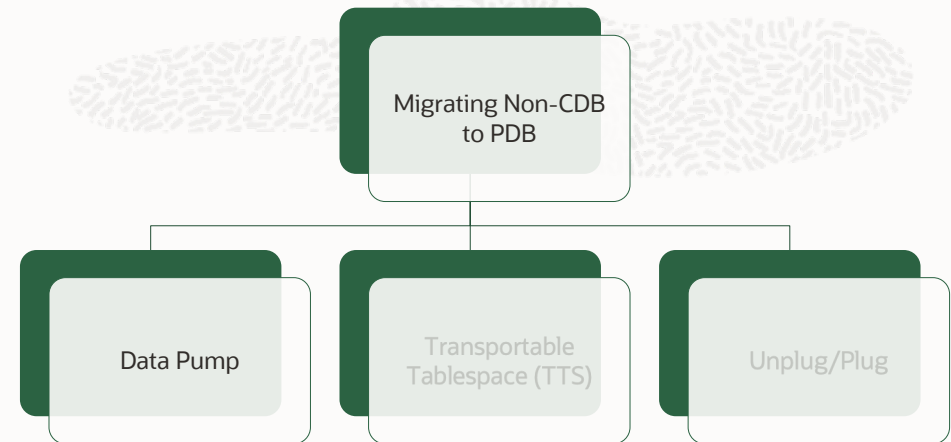 Migrating Non-CDB
to PDB
Data Pump
Transportable
Tablespace (TTS)
Unplug/Plug